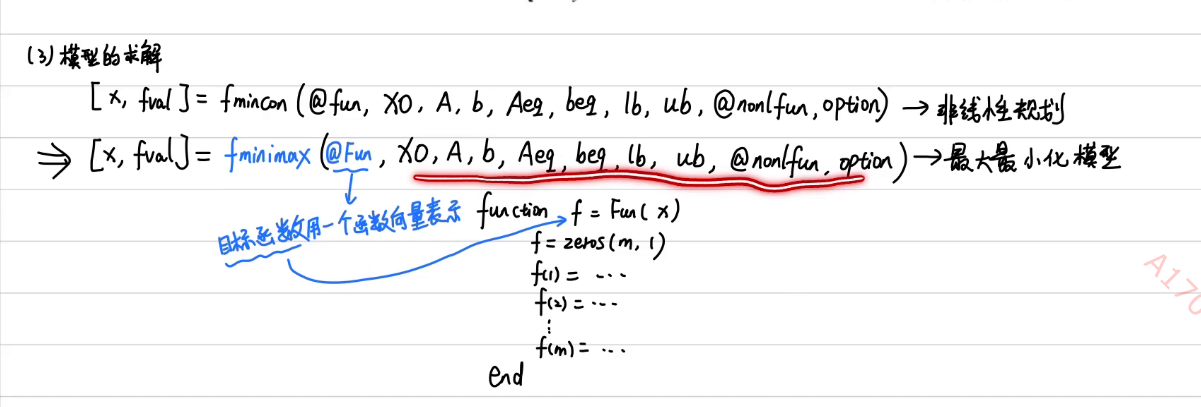 (3) 模型的求解
[x, fval] = fmincon (@fun, X0, A, b, Aeq, beq, lb, ub, @nonlfun, option) → 非线性规划
⇒ [x, fval] = fminimax (@Fun, X0, A, b, Aeq, beq, lb, ub, @nonlfun, option) → 最大最小化模型
目标函数用一个函数向量表示
function f = Fun(x)
f = zeros(m, 1)
f(1) = ...
f(2) = ...
⋮
f(m) = ...
end
A170